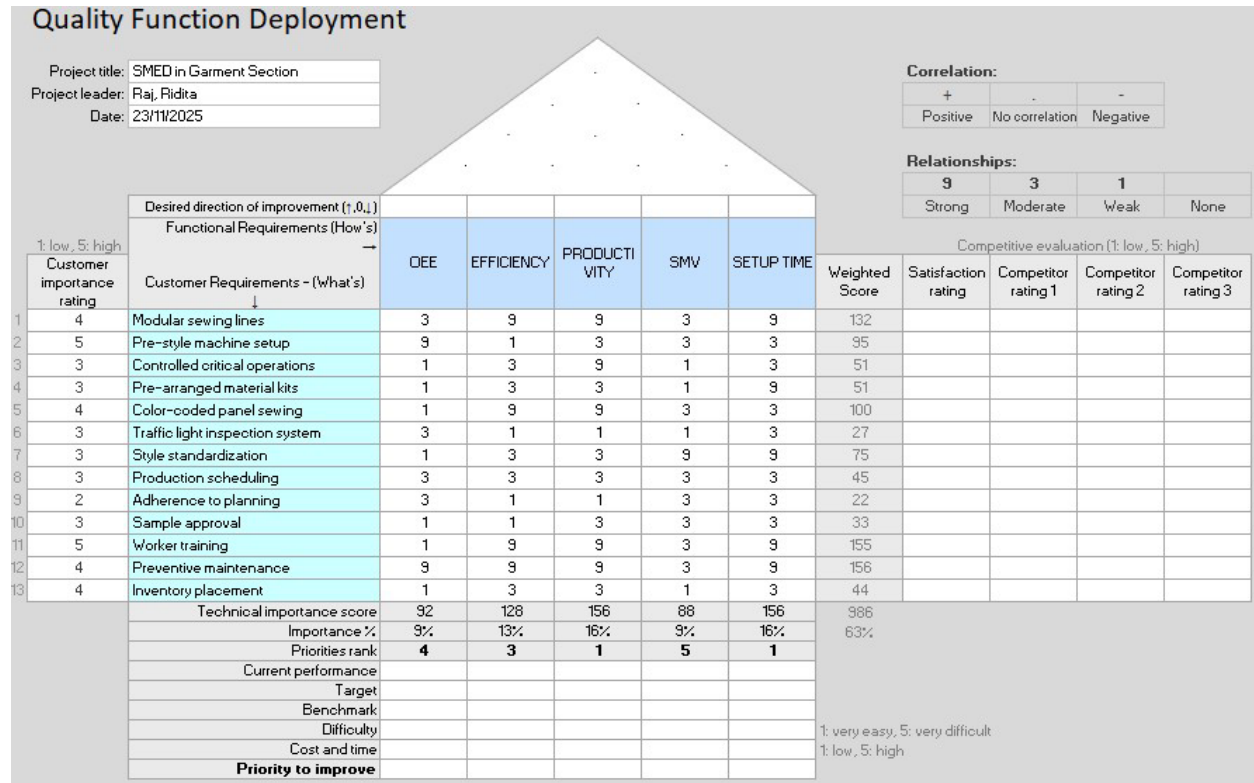 Quality Function Deployment
Project title: SMED in Garment Section
Project leader: Raj, Ridita
Date: 23/11/2025
Correlation:
+ . -
Positive No correlation Negative
Relationships:
9 3 1
Strong Moderate Weak None
Desired direction of improvement (↑,0,↓)
1: low, 5: high
Customer importance rating
Functional Requirements (How's) →
Customer Requirements - (What's) ↓
OEE EFFICIENCY PRODUCTI VITY SMV SETUP TIME
Weighted Score
Competitive evaluation (1: low, 5: high)
Satisfaction rating Competitor rating 1 Competitor rating 2 Competitor rating 3
1 4 Modular sewing lines 3 9 9 3 9 132
2 5 Pre-style machine setup 9 1 3 3 3 95
3 3 Controlled critical operations 1 3 9 1 3 51
4 3 Pre-arranged material kits 1 3 3 1 9 51
5 4 Color-coded panel sewing 1 9 9 3 3 100
6 3 Traffic light inspection system 3 1 1 1 3 27
7 3 Style standardization 1 3 3 9 9 75
8 3 Production scheduling 3 3 3 3 3 45
9 2 Adherence to planning 3 1 1 3 3 22
10 3 Sample approval 1 1 3 3 3 33
11 5 Worker training 1 9 9 3 9 155
12 4 Preventive maintenance 9 9 9 3 9 156
13 4 Inventory placement 1 3 3 1 3 44
Technical importance score 92 128 156 88 156 986
Importance % 9% 13% 16% 9% 16% 63%
Priorities rank 4 3 1 5 1
Current performance
Target
Benchmark
Difficulty 1: very easy, 5: very difficult
Cost and time 1: low, 5: high
Priority to improve